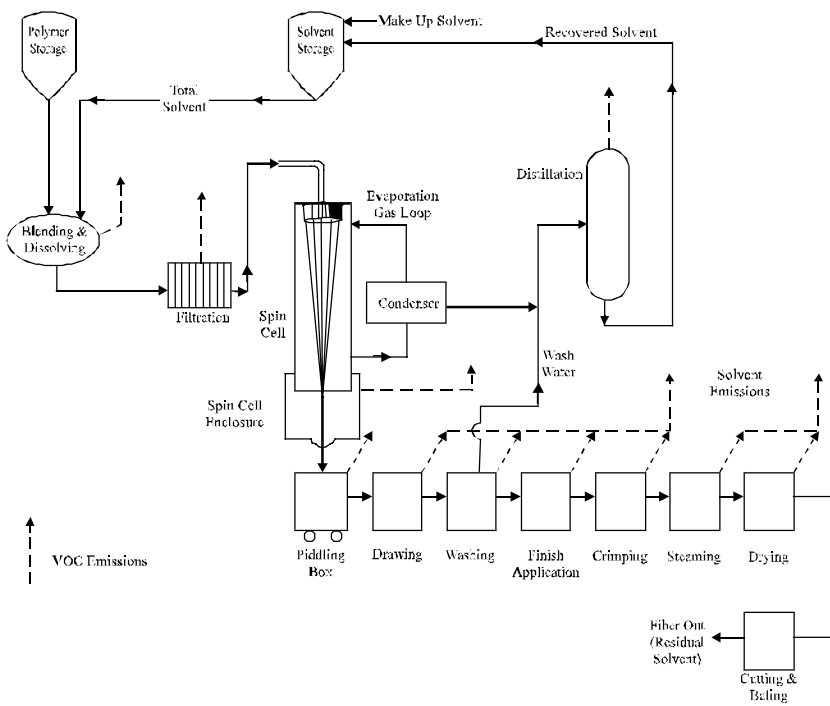 Polymer
Storage
Solvent
Storage
Make Up Solvent
Recovered Solvent
Total
Solvent
Distillation
Evaporation
Gas Loop
Blending &
Dissolving
Condenser
Filtration
Spin
Cell
Wash
Water
Solvent
Emissions
Spin Cell
Enclosure
VOC Emissions
Piddling
Box
Drawing
Washing
Finish
Application
Crimping
Steaming
Drying
Fiber Out
(Residual
Solvent)
Cutting &
Baling